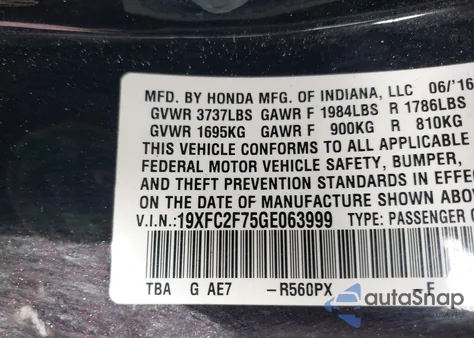 MFD. BY HONDA MFG. OF INDIANA, LLC 06/'16
GVWR 3737LBS GAWR F 1984LBS R 1786LBS
GVWR 1695KG GAWR F 900KG R 810KG
THIS VEHICLE CONFORMS TO ALL APPLICABLE
FEDERAL MOTOR VEHICLE SAFETY, BUMPER,
AND THEFT PREVENTION STANDARDS IN EFFE
ON THE DATE OF MANUFACTURE SHOWN ABO
V.I.N.:19XFC2F75GE063999 TYPE: PASSENGER C
TBA G AE7 -R560PX E
autoSnap